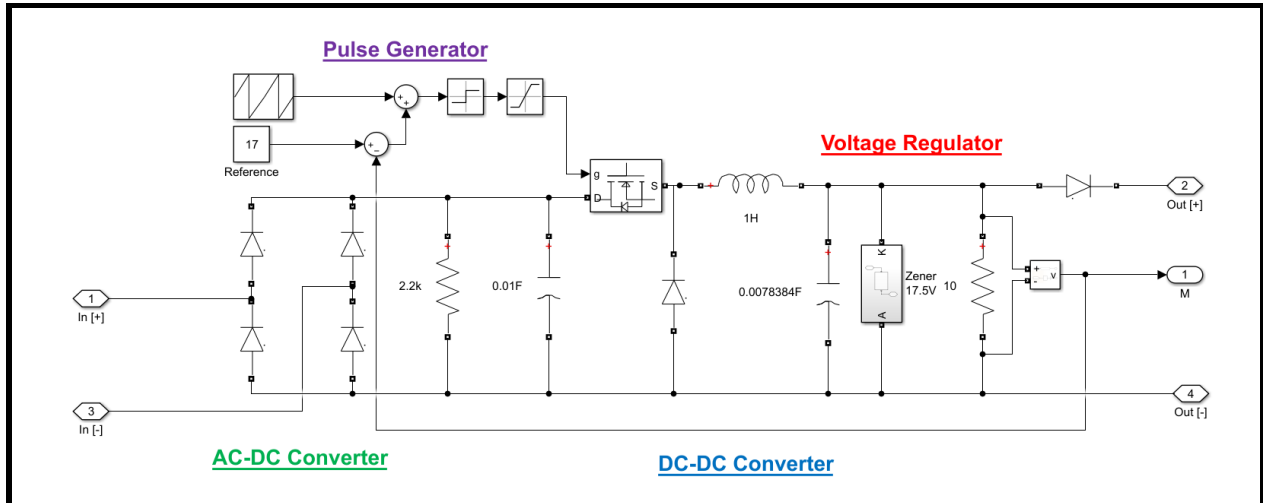 Pulse Generator
+
+
17
Reference
+
−
Voltage Regulator
g
D
S
+
1H
2
Out [+]
2.2k
+
0.01F
+
0.0078384F
+
K
A
Zener
17.5V
10
+
+
-
v
1
M
1
In [+]
3
In [-]
4
Out [-]
AC-DC Converter
DC-DC Converter